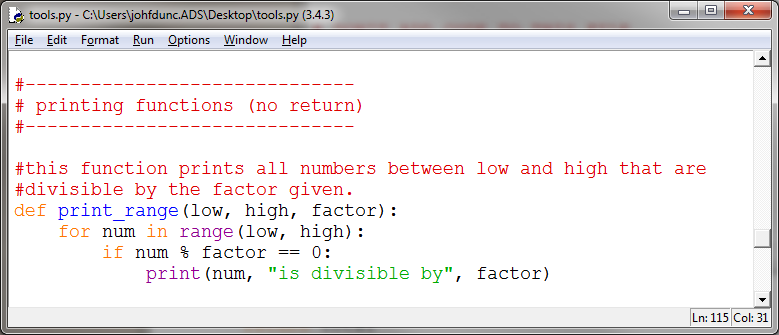 tools.py - C:\Users\johfdunc.ADS\Desktop\tools.py (3.4.3)
File Edit Format Run Options Window Help
#------------------------------
# printing functions (no return)
#------------------------------
#this function prints all numbers between low and high that are
#divisible by the factor given.
def print_range(low, high, factor):
    for num in range(low, high):
        if num % factor == 0:
            print(num, "is divisible by", factor)
Ln: 115 Col: 31